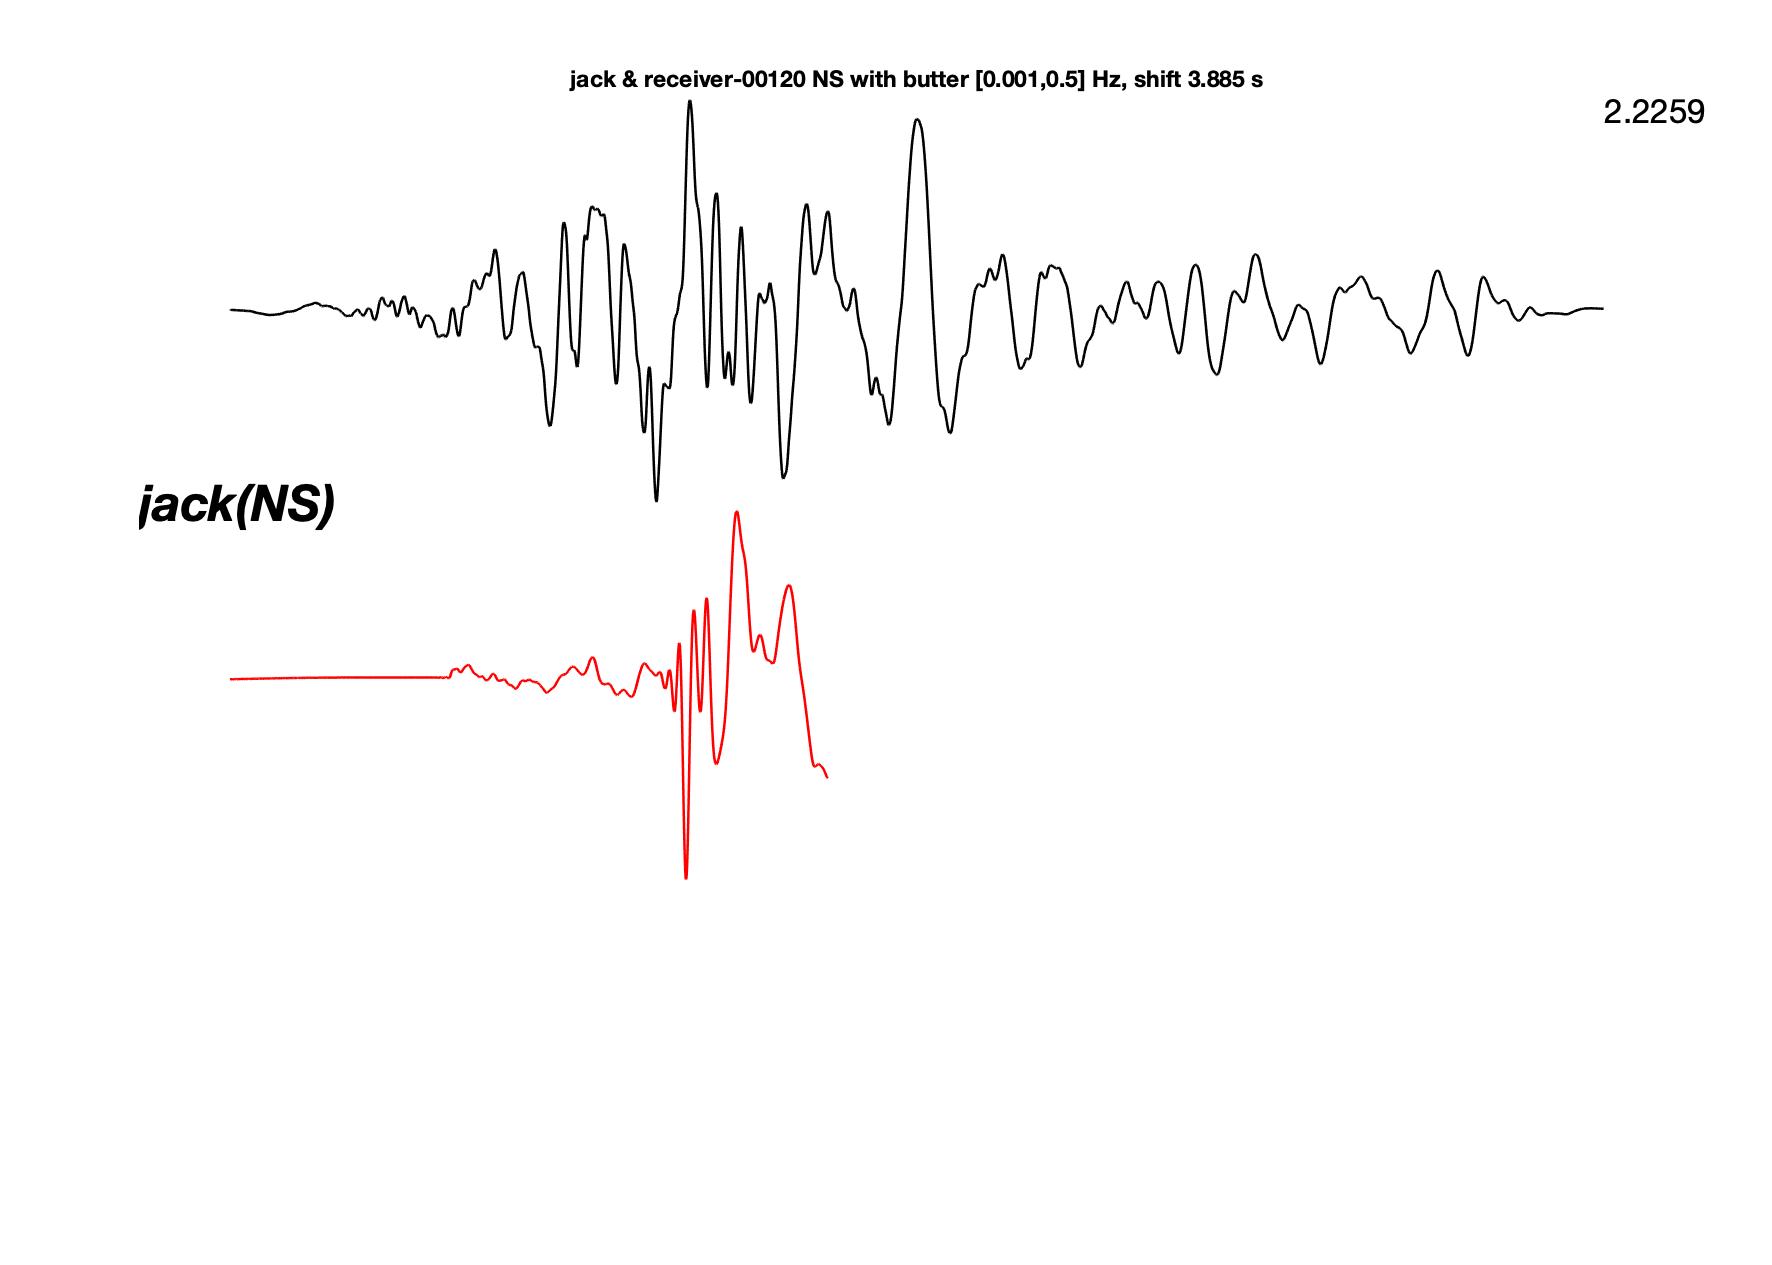 jack & receiver-00120 NS with butter [0.001,0.5] Hz, shift 3.885 s
2.2259
jack(NS)